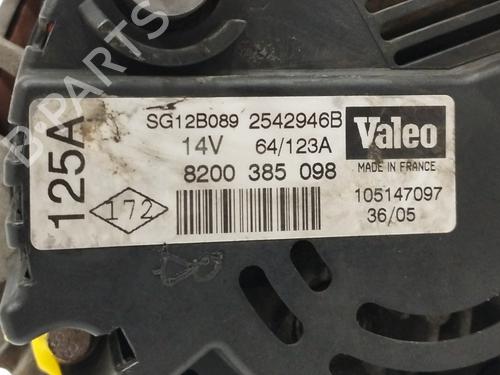 125A
SG12B089 2542946B
14V 64/123A
8200 385 098
172
Valeo
MADE IN FRANCE
105147097
36/05
B-PARTS